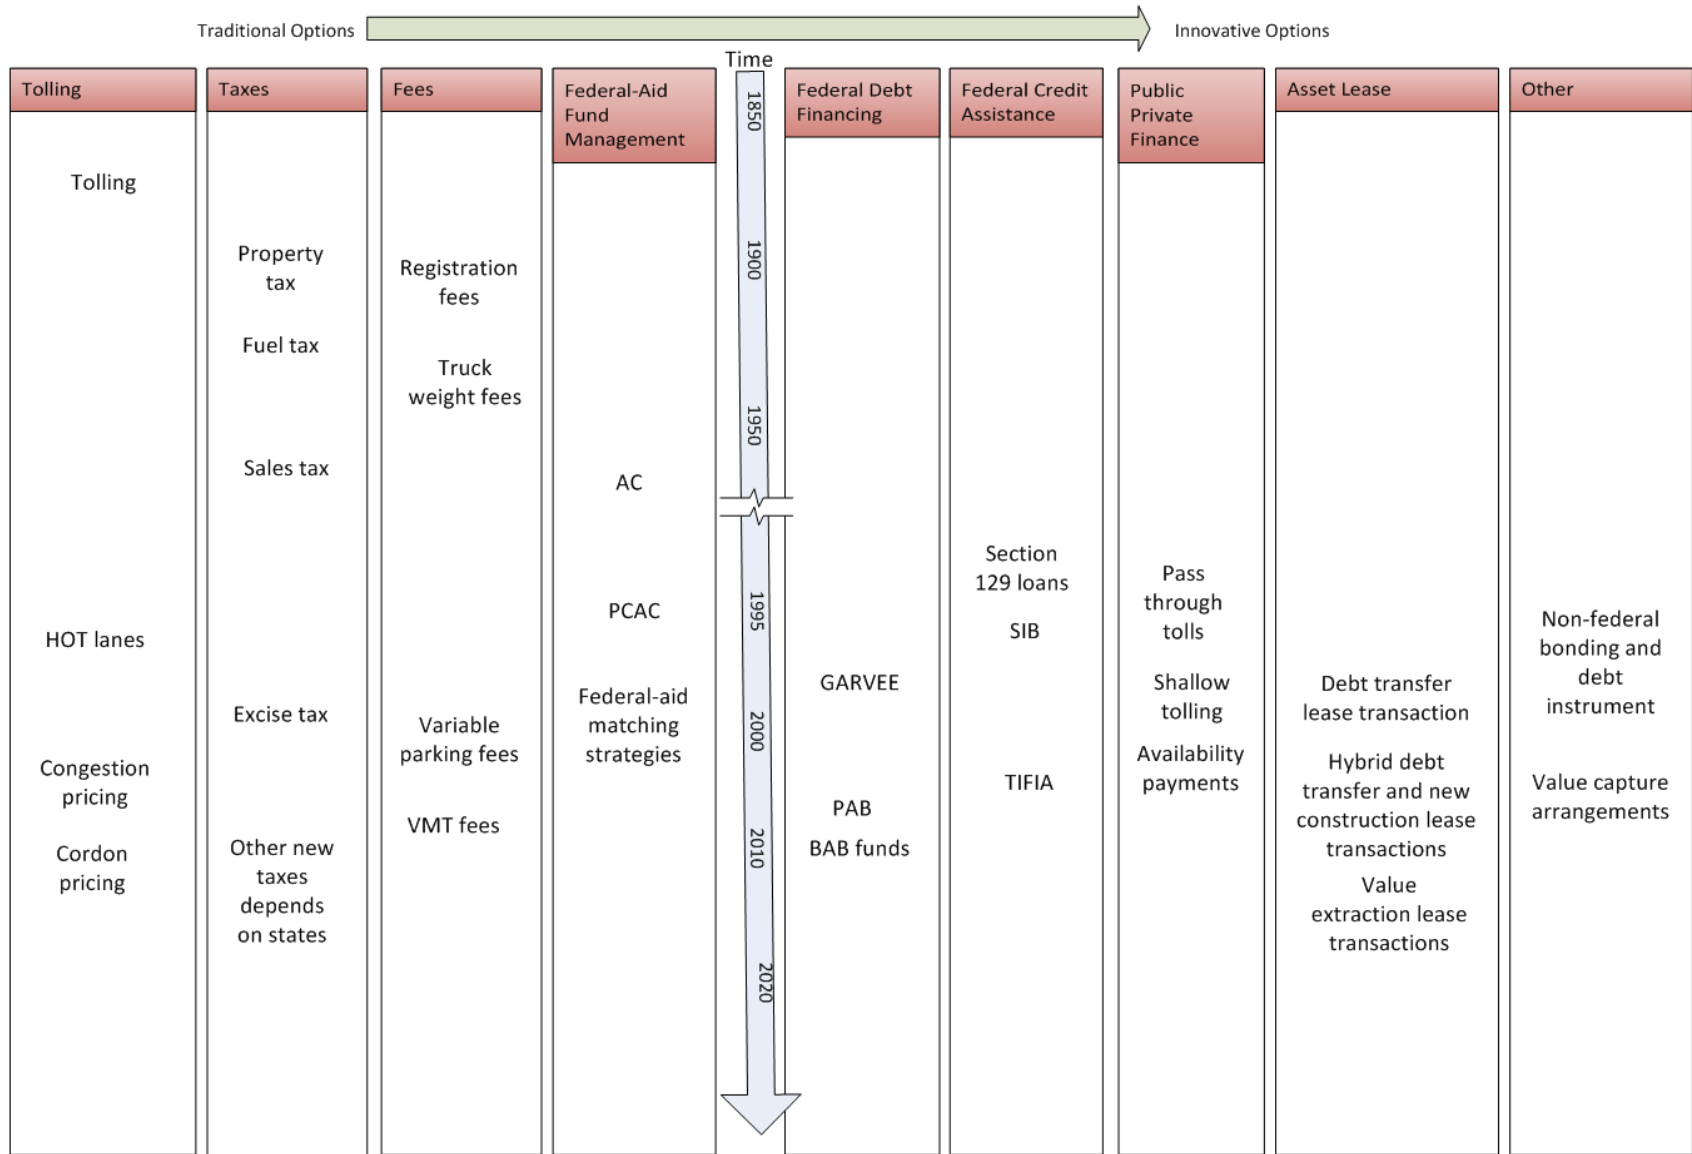 Traditional Options
Innovative Options
Tolling
Tolling
HOT lanes
Congestion
pricing
Cordon
pricing
Taxes
Property
tax
Fuel tax
Sales tax
Excise tax
Other new
taxes
depends
on states
Fees
Registration
fees
Truck
weight fees
Variable
parking fees
VMT fees
Federal-Aid
Fund
Management
AC
PCAC
Federal-aid
matching
strategies
Time
1850
1900
1950
1995
2000
2010
2020
Federal Debt
Financing
GARVEE
PAB
BAB funds
Federal Credit
Assistance
Section
129 loans
SIB
TIFIA
Public
Private
Finance
Pass
through
tolls
Shallow
tolling
Availability
payments
Asset Lease
Debt transfer
lease transaction
Hybrid debt
transfer and new
construction lease
transactions
Value
extraction lease
transactions
Other
Non-federal
bonding and
debt
instrument
Value capture
arrangements